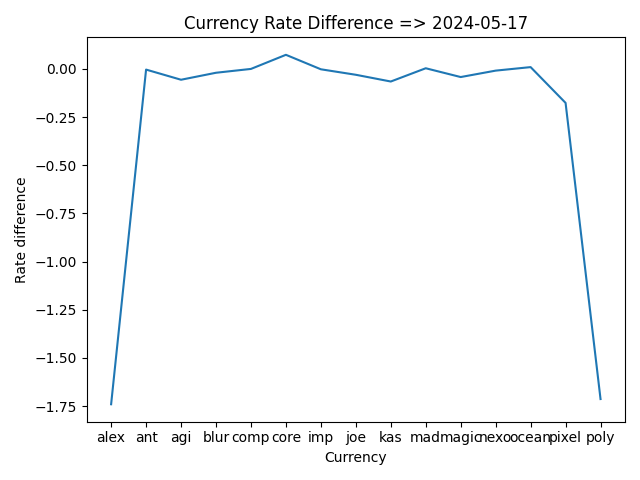 Currency Rate Difference => 2024-05-17
Rate difference
0.00
−0.25
−0.50
−0.75
−1.00
−1.25
−1.50
−1.75
alex ant agi blur comp core imp joe kas mad magic nexo ocean pixel poly
Currency